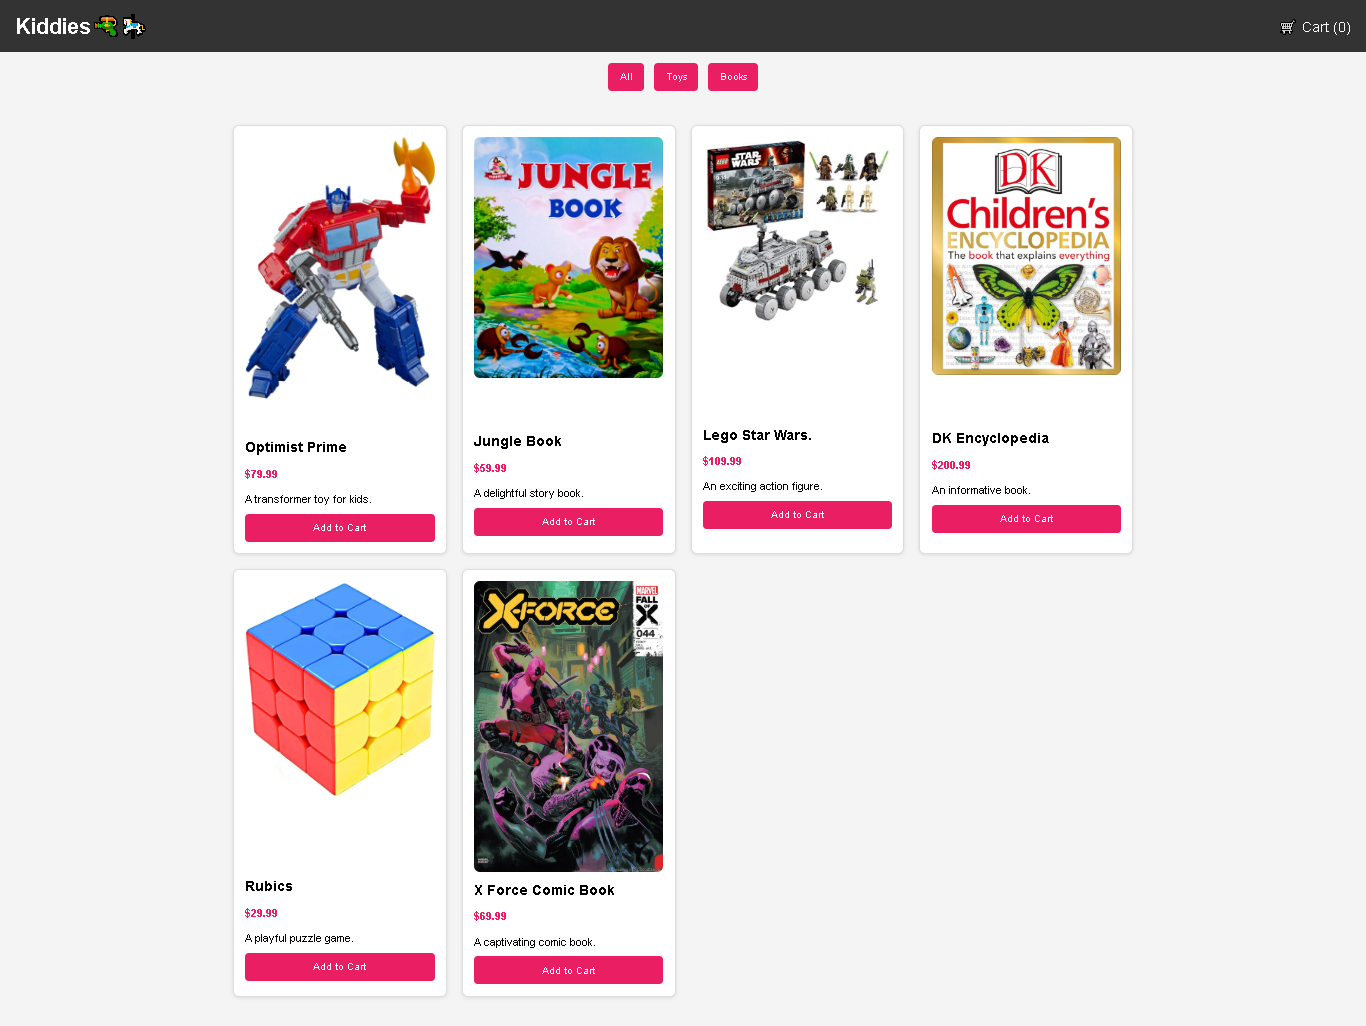 Kiddies
Cart (0)
All
Toys
Books
Optimist Prime
$79.99
A transformer toy for kids.
Add to Cart
JUNGLE
BOOK
Jungle Book
$59.99
A delightful story book.
Add to Cart
LEGO STAR WARS
Lego Star Wars.
$109.99
An exciting action figure.
Add to Cart
DK
Children's
ENCYCLOPEDIA
The book that explains everything
DK Encyclopedia
$200.99
An informative book.
Add to Cart
Rubics
$29.99
A playful puzzle game.
Add to Cart
X-FORCE
MARVEL
FALL
OF
X
044
X Force Comic Book
$69.99
A captivating comic book.
Add to Cart